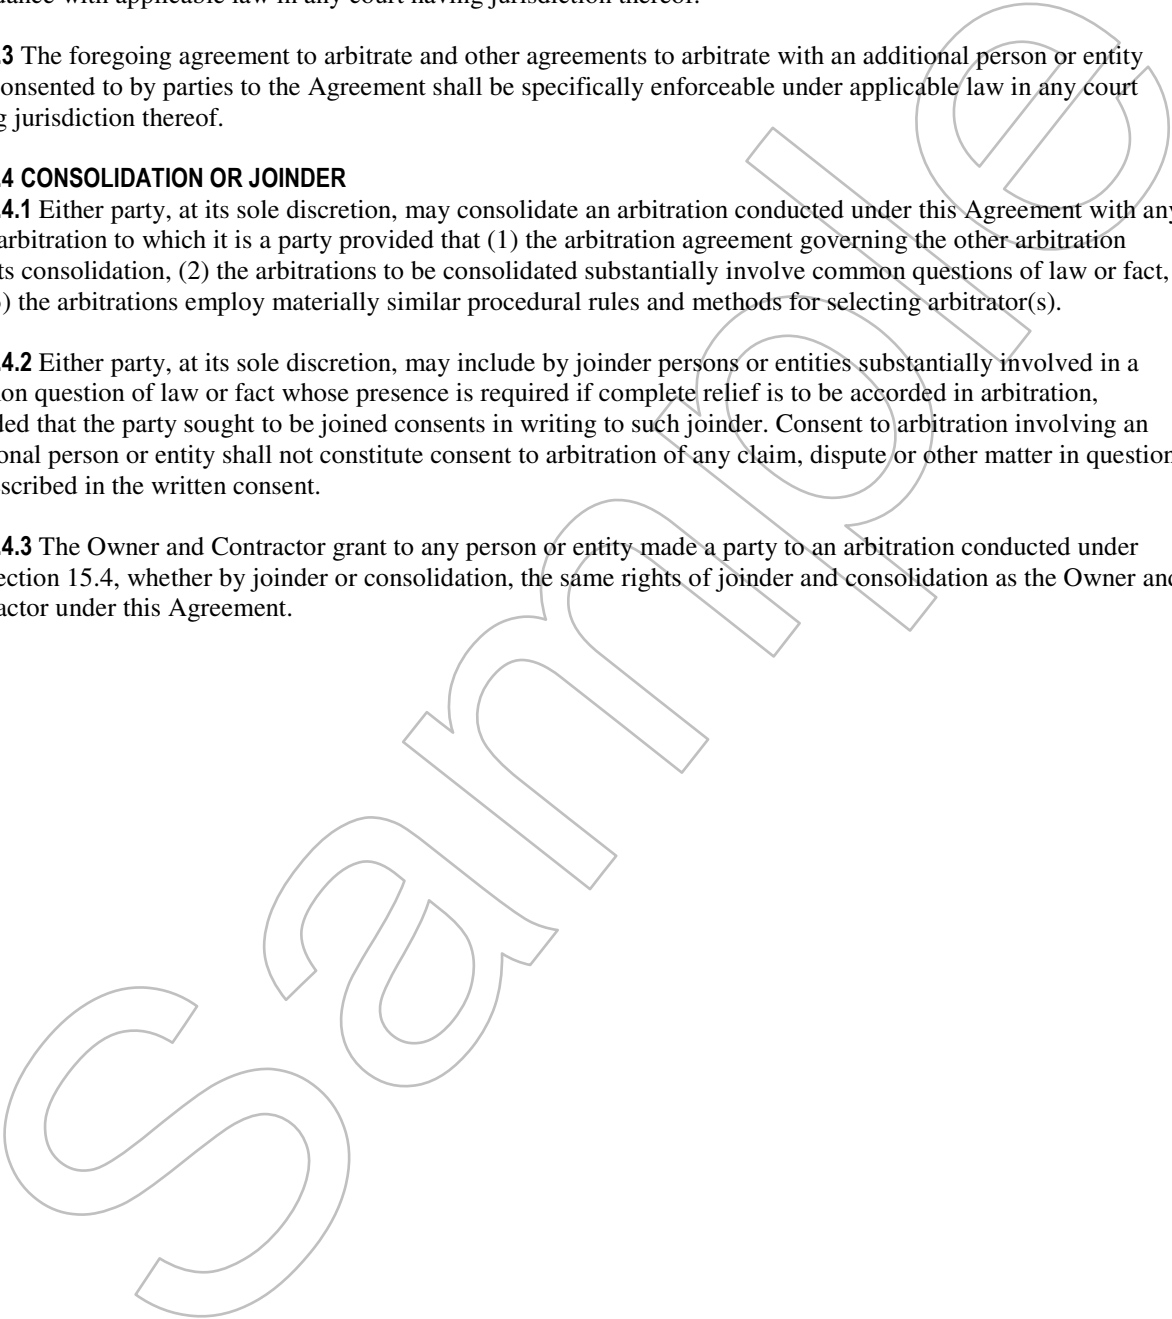 dance with applicable law in any court having jurisdiction thereof.
.3 The foregoing agreement to arbitrate and other agreements to arbitrate with an additional person or entity
onsented to by parties to the Agreement shall be specifically enforceable under applicable law in any court
g jurisdiction thereof.
.4 CONSOLIDATION OR JOINDER
.4.1 Either party, at its sole discretion, may consolidate an arbitration conducted under this Agreement with any
arbitration to which it is a party provided that (1) the arbitration agreement governing the other arbitration
ts consolidation, (2) the arbitrations to be consolidated substantially involve common questions of law or fact,
) the arbitrations employ materially similar procedural rules and methods for selecting arbitrator(s).
.4.2 Either party, at its sole discretion, may include by joinder persons or entities substantially involved in a
on question of law or fact whose presence is required if complete relief is to be accorded in arbitration,
ded that the party sought to be joined consents in writing to such joinder. Consent to arbitration involving an
onal person or entity shall not constitute consent to arbitration of any claim, dispute or other matter in question
scribed in the written consent.
.4.3 The Owner and Contractor grant to any person or entity made a party to an arbitration conducted under
ection 15.4, whether by joinder or consolidation, the same rights of joinder and consolidation as the Owner and
actor under this Agreement.
Sample